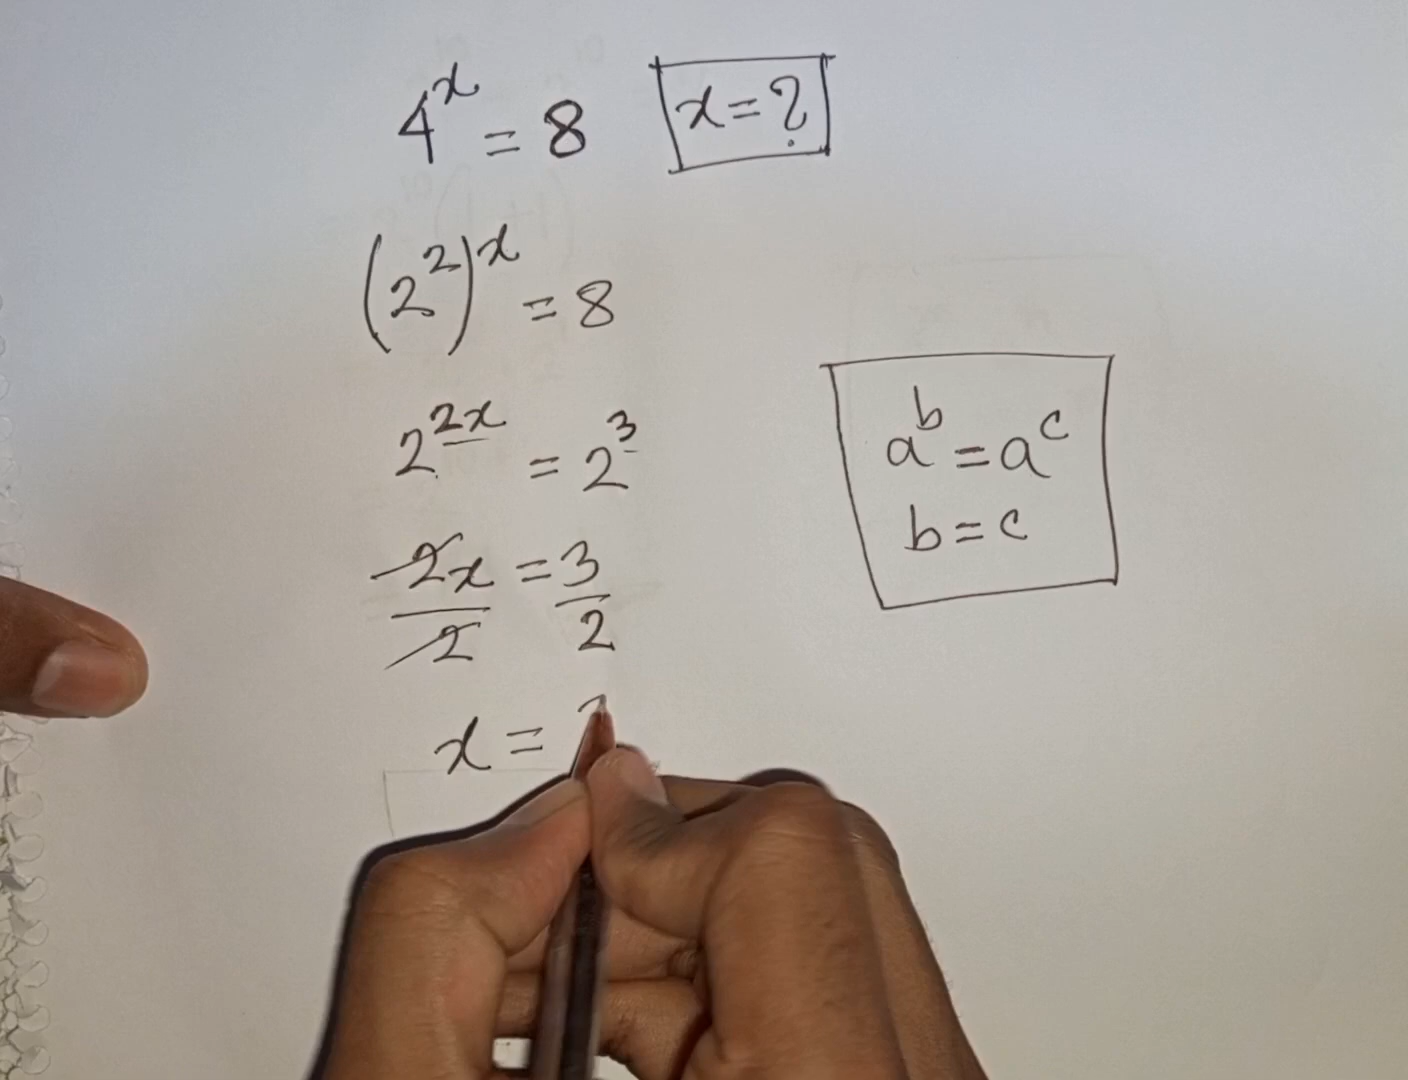 4^x = 8 x = ?
(2^2)^x = 8
2^2x = 2^3
a^b = a^c
b = c
2x/2 = 3/2
x =